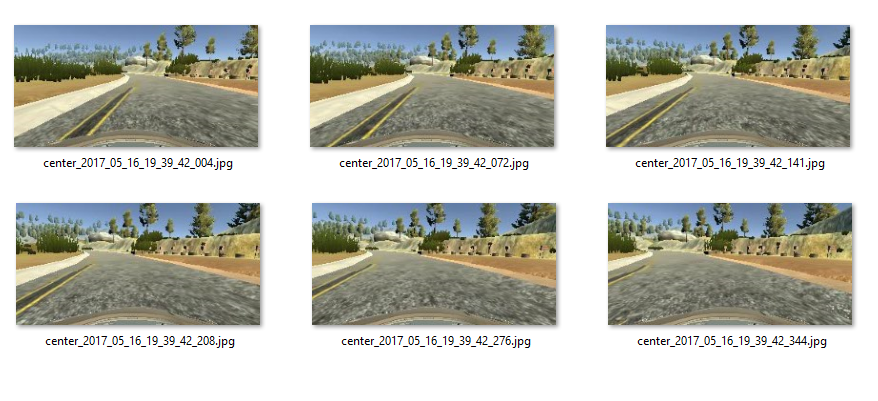 center_2017_05_16_19_39_42_004.jpg
center_2017_05_16_19_39_42_072.jpg
center_2017_05_16_19_39_42_141.jpg
center_2017_05_16_19_39_42_208.jpg
center_2017_05_16_19_39_42_276.jpg
center_2017_05_16_19_39_42_344.jpg